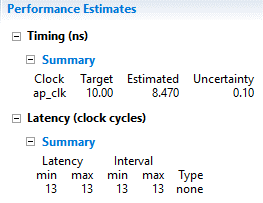 Performance Estimates
Timing (ns)
Summary
Clock Target Estimated Uncertainty
ap_clk 10.00 8.470 0.10
Latency (clock cycles)
Summary
Latency Interval
min max min max Type
13 13 13 13 none